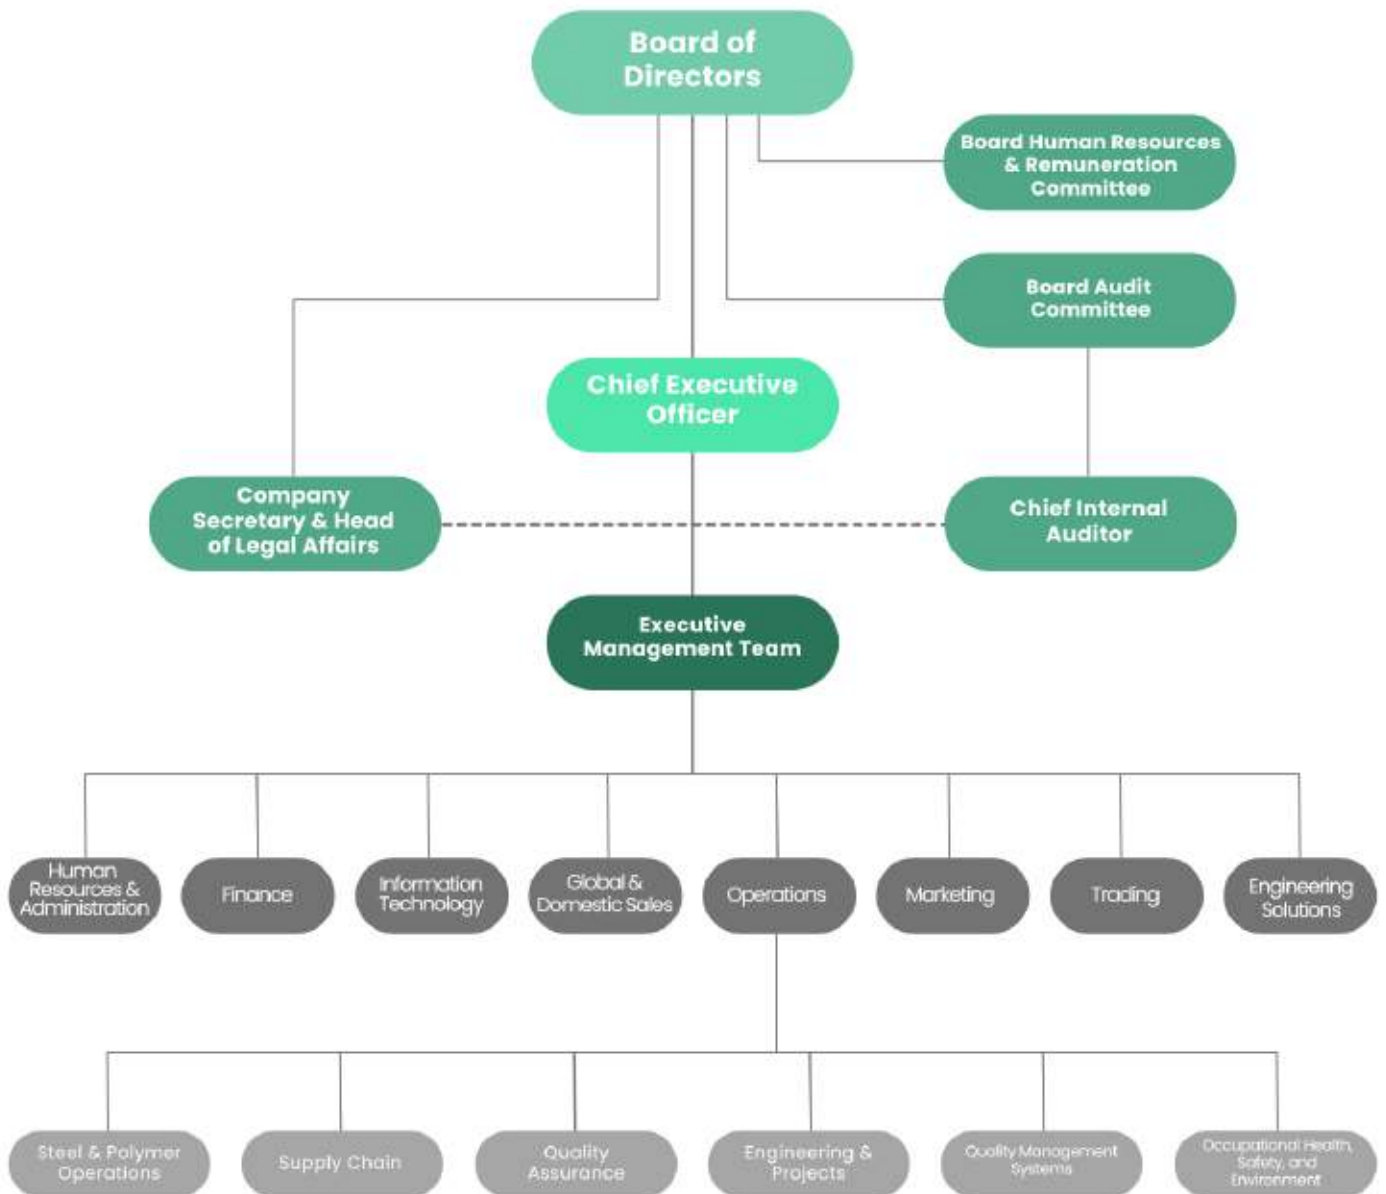 Board of
Directors
Board Human Resources
& Remuneration
Committee
Board Audit
Committee
Chief Executive
Officer
Company
Secretary & Head
of Legal Affairs
Chief Internal
Auditor
Executive
Management Team
Human
Resources &
Administration
Finance
Information
Technology
Global &
Domestic Sales
Operations
Marketing
Trading
Engineering
Solutions
Steel & Polymer
Operations
Supply Chain
Quality
Assurance
Engineering &
Projects
Quality Management
Systems
Occupational Health,
Safety, and
Environment